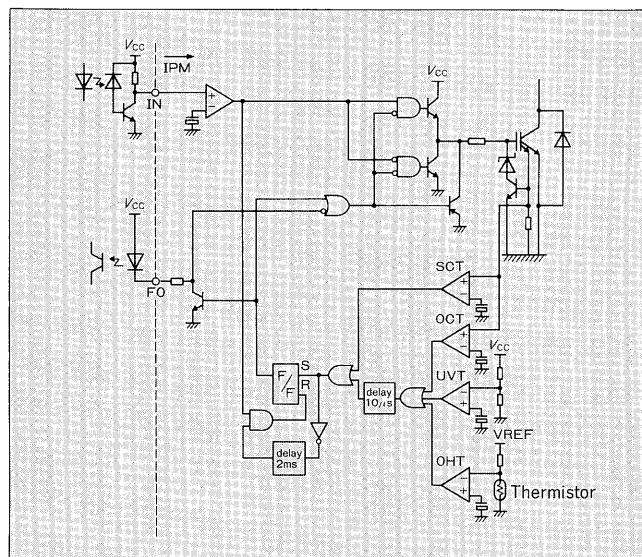 VCC
IPM
IN
+
−
VCC
VCC
FO
SCT
+
−
OCT
+
−
VCC
UVT
−
+
VREF
OHT
−
+
Thermistor
F/F
S
R
delay
10μs
delay
2ms